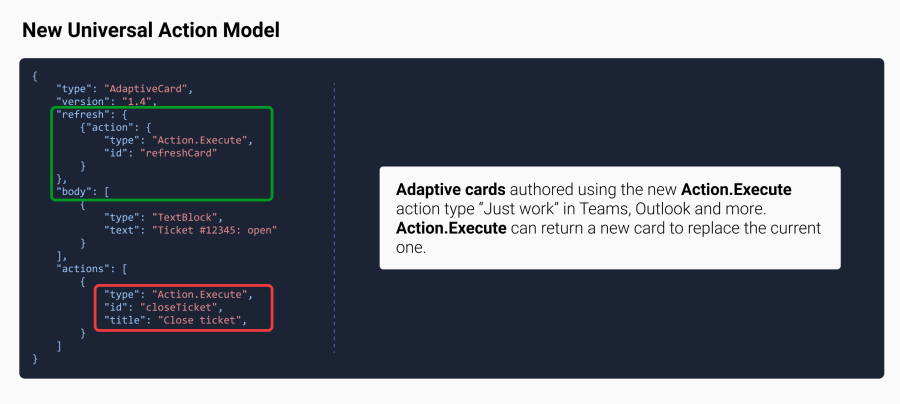 New Universal Action Model
{
    "type": "AdaptiveCard",
    "version": "1.4",
    "refresh": {
        {"action": {
            "type": "Action.Execute",
            "id": "refreshCard"
        }
    },
    "body": [
        {
            "type": "TextBlock",
            "text": "Ticket #12345: open"
        }
    ],
    "actions": [
        {
            "type": "Action.Execute",
            "id": "closeTicket",
            "title": "Close ticket",
        }
    ]
}
Adaptive cards authored using the new Action.Execute
action type “Just work” in Teams, Outlook and more.
Action.Execute can return a new card to replace the current
one.